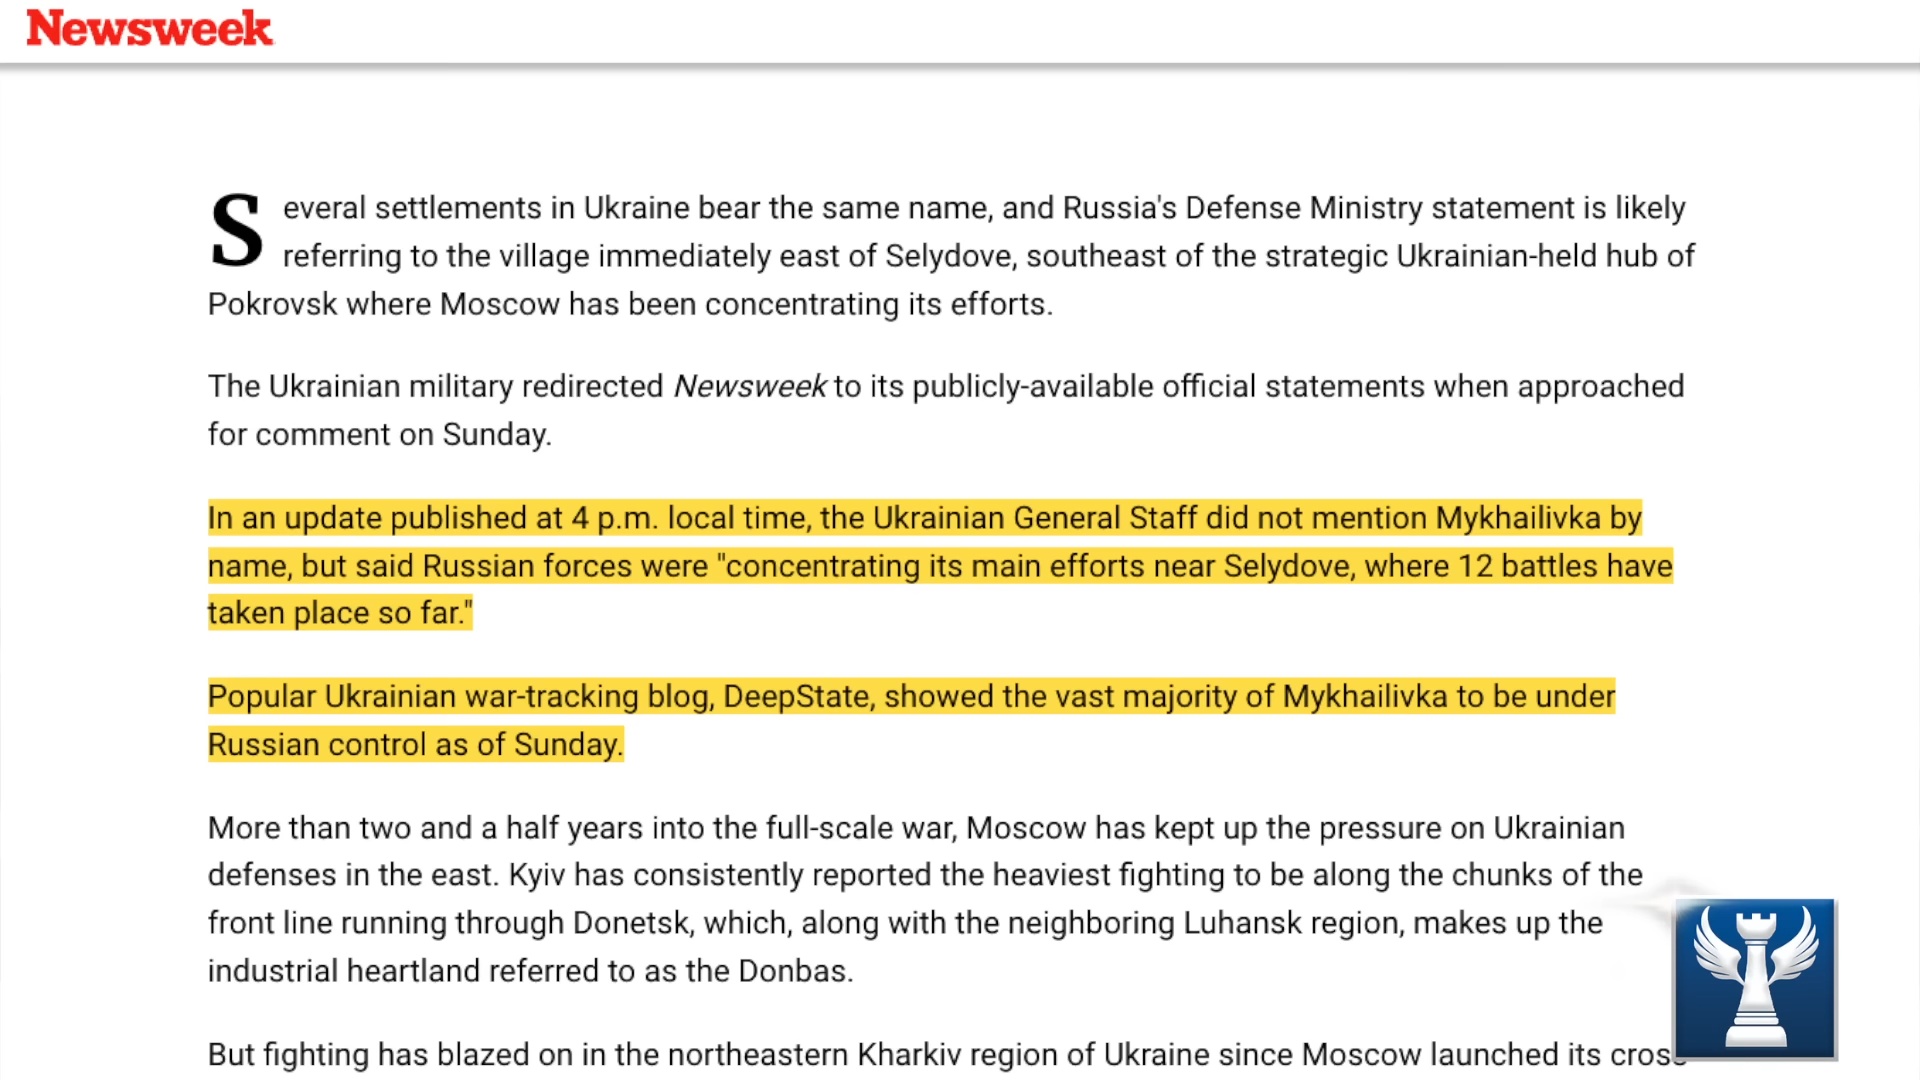 Newsweek
Several settlements in Ukraine bear the same name, and Russia's Defense Ministry statement is likely
referring to the village immediately east of Selydove, southeast of the strategic Ukrainian-held hub of
Pokrovsk where Moscow has been concentrating its efforts.
The Ukrainian military redirected Newsweek to its publicly-available official statements when approached
for comment on Sunday.
In an update published at 4 p.m. local time, the Ukrainian General Staff did not mention Mykhailivka by
name, but said Russian forces were "concentrating its main efforts near Selydove, where 12 battles have
taken place so far."
Popular Ukrainian war-tracking blog, DeepState, showed the vast majority of Mykhailivka to be under
Russian control as of Sunday.
More than two and a half years into the full-scale war, Moscow has kept up the pressure on Ukrainian
defenses in the east. Kyiv has consistently reported the heaviest fighting to be along the chunks of the
front line running through Donetsk, which, along with the neighboring Luhansk region, makes up the
industrial heartland referred to as the Donbas.
But fighting has blazed on in the northeastern Kharkiv region of Ukraine since Moscow launched its cross